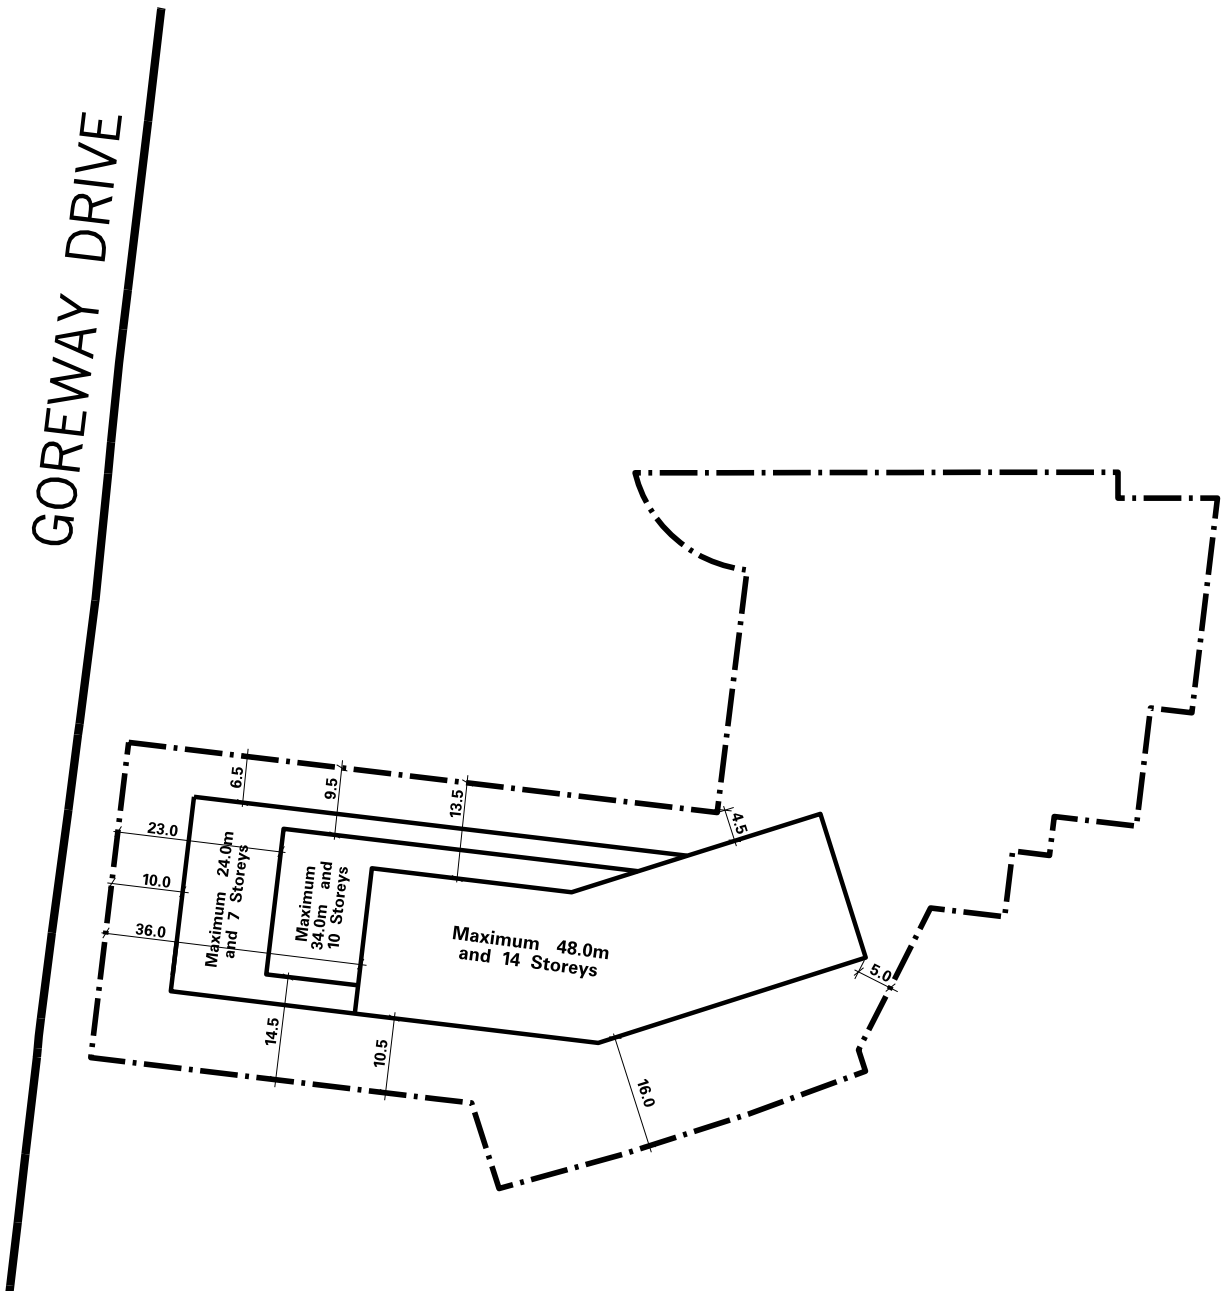 GOREWAY DRIVE
6.5
9.5
13.5
4.5
23.0
10.0
36.0
Maximum 24.0m
and 7 Storeys
Maximum
34.0m and
10 Storeys
Maximum 48.0m
and 14 Storeys
5.0
14.5
10.5
16.0